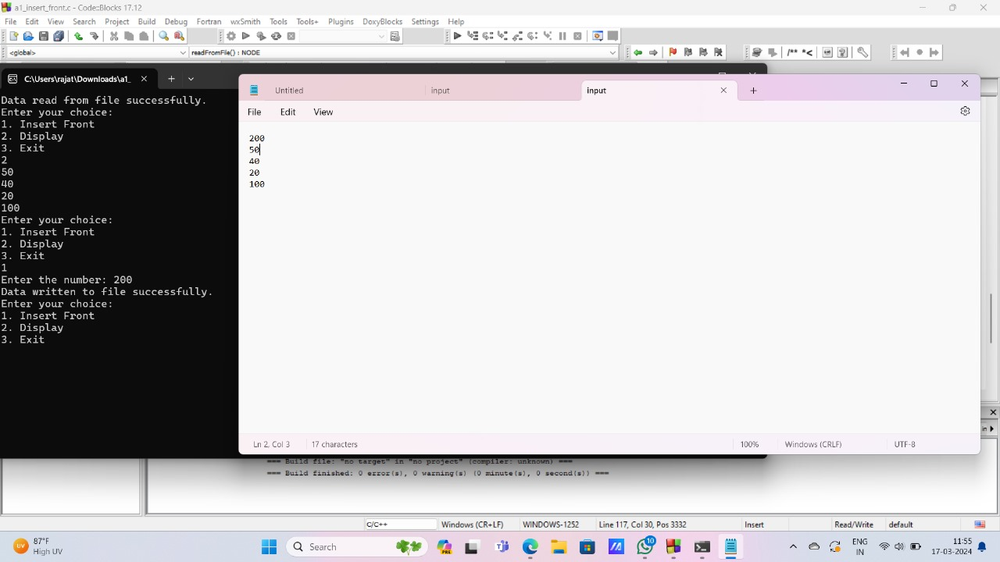 a1_insert_front.c - Code::Blocks 17.12
File Edit View Search Project Build Debug Fortran wxSmith Tools Tools+ Plugins DoxyBlocks Settings Help
<global> readFromFile() : NODE
/** *<
C:\Users\rajat\Downloads\a1_
Data read from file successfully.
Enter your choice:
1. Insert Front
2. Display
3. Exit
2
50
40
20
100
Enter your choice:
1. Insert Front
2. Display
3. Exit
1
Enter the number: 200
Data written to file successfully.
Enter your choice:
1. Insert Front
2. Display
3. Exit
Untitled input input
File Edit View
200
50
40
20
100
Ln 2, Col 3 17 characters 100% Windows (CRLF) UTF-8
=== Build file: "no target" in "no project" (compiler: unknown) ===
=== Build finished: 0 error(s), 0 warning(s) (0 minute(s), 0 second(s)) ===
C/C++ Windows (CR+LF) WINDOWS-1252 Line 117, Col 30, Pos 3332 Insert Read/Write default
UV
87°F
High UV
Search
PRE
10
ENG
IN
11:55
17-03-2024